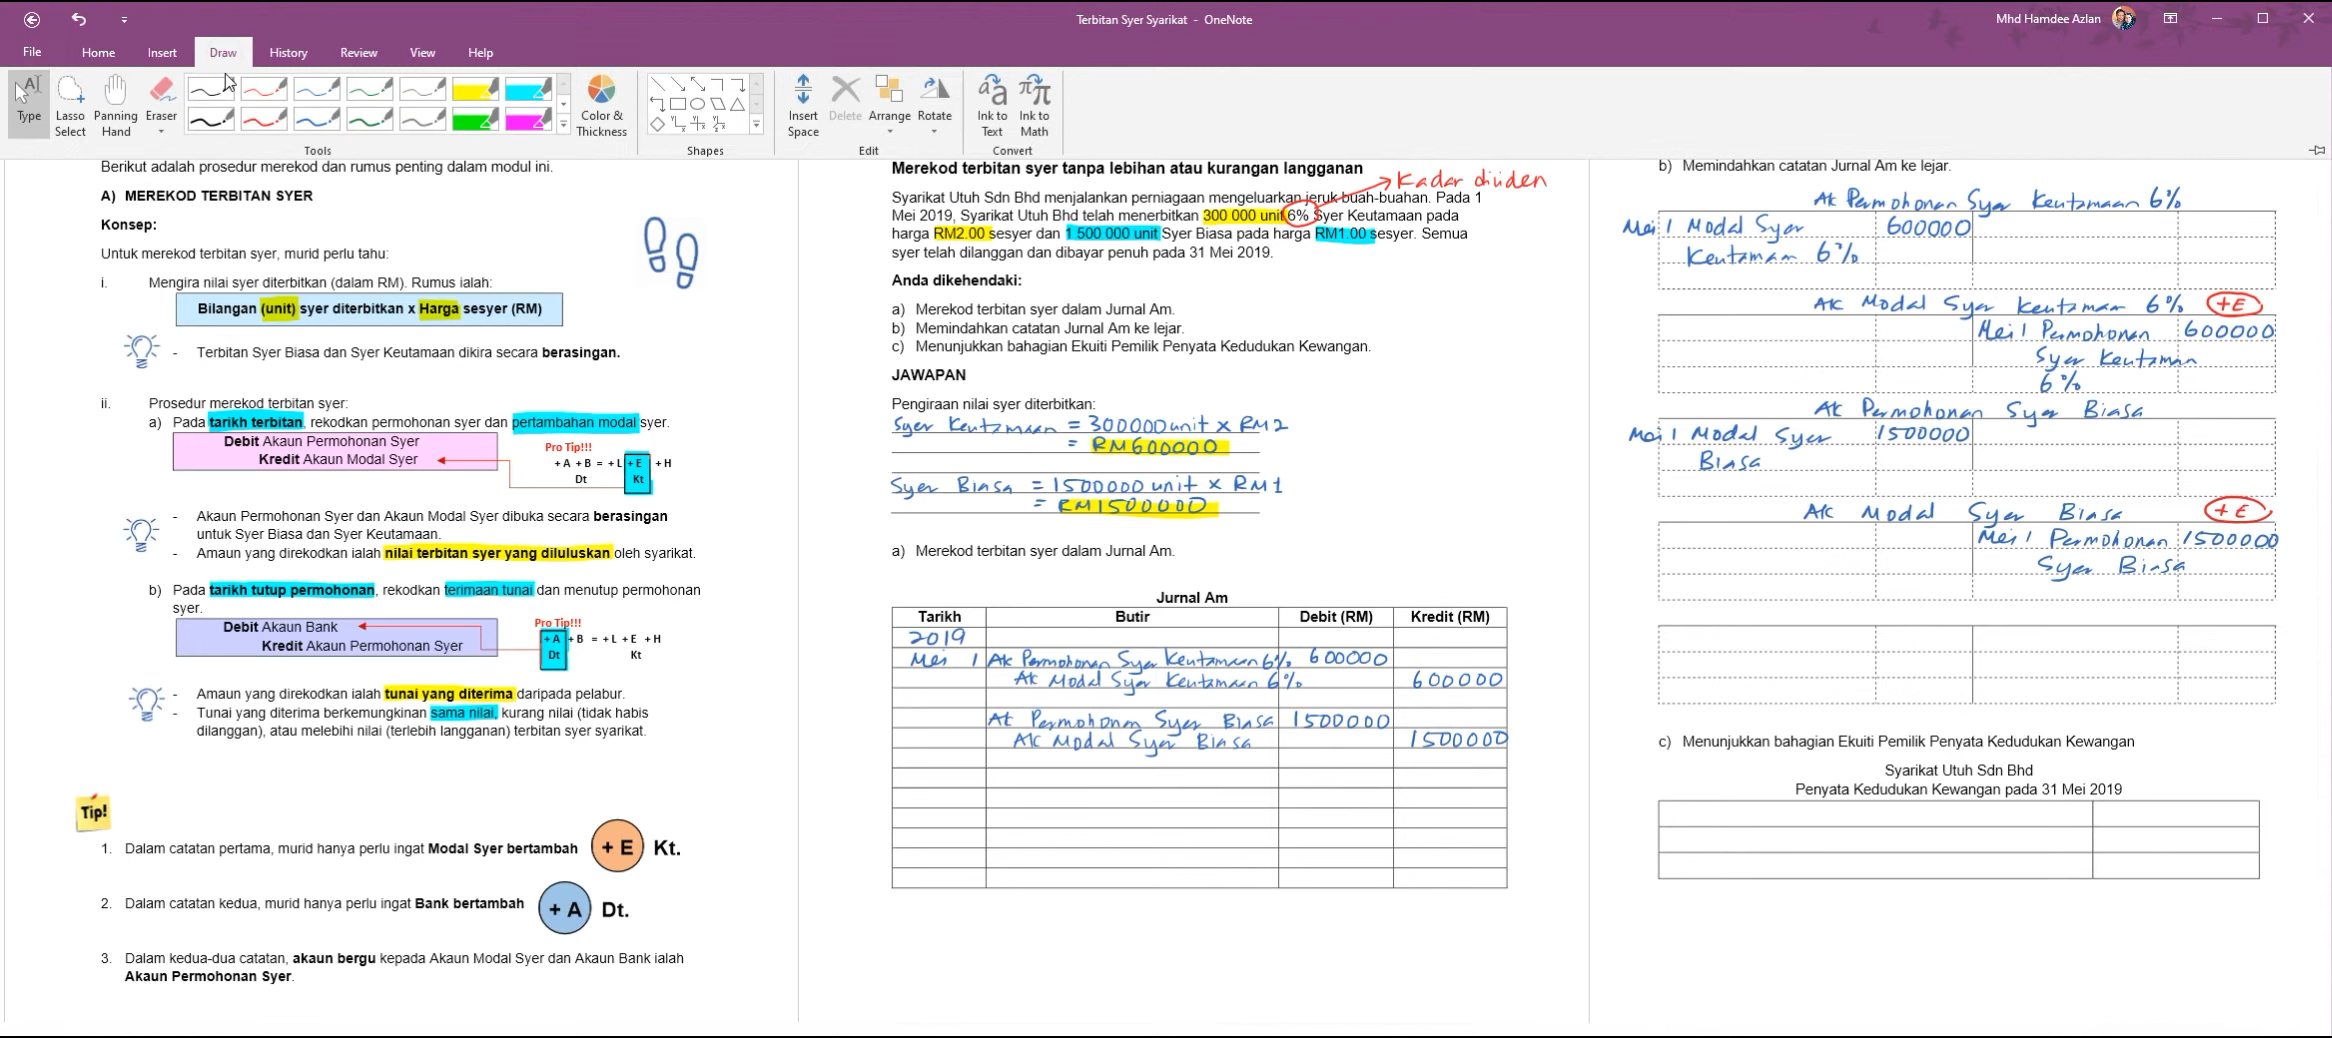 Terbitan Syer Syarikat - OneNote
Mhd Hamdee Azlan
File Home Insert Draw History Review View Help
Type
Lasso Select
Panning Hand
Eraser
Color & Thickness
Insert Space
Delete
Arrange
Rotate
Ink to Text
Ink to Math
Tools
Shapes
Edit
Convert
Berikut adalah prosedur merekod dan rumus penting dalam modul ini.
A) MEREKOD TERBITAN SYER
Konsep:
Untuk merekod terbitan syer, murid perlu tahu:
i. Mengira nilai syer diterbitkan (dalam RM). Rumus ialah:
Bilangan (unit) syer diterbitkan x Harga sesyer (RM)
- Terbitan Syer Biasa dan Syer Keutamaan dikira secara berasingan.
ii. Prosedur merekod terbitan syer:
a) Pada tarikh terbitan, rekodkan permohonan syer dan pertambahan modal syer.
Debit Akaun Permohonan Syer
Kredit Akaun Modal Syer
Pro Tip!!!
+ A + B = + L + E + H
Dt Kt
- Akaun Permohonan Syer dan Akaun Modal Syer dibuka secara berasingan
untuk Syer Biasa dan Syer Keutamaan.
- Amaun yang direkodkan ialah nilai terbitan syer yang diluluskan oleh syarikat.
b) Pada tarikh tutup permohonan, rekodkan terimaan tunai dan menutup permohonan
syer.
Debit Akaun Bank
Kredit Akaun Permohonan Syer
Pro Tip!!!
+ A + B = + L + E + H
Dt Kt
- Amaun yang direkodkan ialah tunai yang diterima daripada pelabur.
- Tunai yang diterima berkemungkinan sama nilai, kurang nilai (tidak habis
dilanggan), atau melebihi nilai (terlebih langganan) terbitan syer syarikat.
Tip!
1. Dalam catatan pertama, murid hanya perlu ingat Modal Syer bertambah + E Kt.
2. Dalam catatan kedua, murid hanya perlu ingat Bank bertambah + A Dt.
3. Dalam kedua-dua catatan, akaun bergu kepada Akaun Modal Syer dan Akaun Bank ialah
Akaun Permohonan Syer.
Merekod terbitan syer tanpa lebihan atau kurangan langganan
Kadar dividen
Syarikat Utuh Sdn Bhd menjalankan perniagaan mengeluarkan jeruk buah-buahan. Pada 1
Mei 2019, Syarikat Utuh Bhd telah menerbitkan 300 000 unit 6% Syer Keutamaan pada
harga RM2.00 sesyer dan 1 500 000 unit Syer Biasa pada harga RM1.00 sesyer. Semua
syer telah dilanggan dan dibayar penuh pada 31 Mei 2019.
Anda dikehendaki:
a) Merekod terbitan syer dalam Jurnal Am.
b) Memindahkan catatan Jurnal Am ke lejar.
c) Menunjukkan bahagian Ekuiti Pemilik Penyata Kedudukan Kewangan.
JAWAPAN
Pengiraan nilai syer diterbitkan:
Syer Keutamaan = 300000 unit x RM2
= RM600000
Syer Biasa = 1500000 unit x RM1
= RM1500000
a) Merekod terbitan syer dalam Jurnal Am.
Jurnal Am
Tarikh Butir Debit (RM) Kredit (RM)
2019
Mei 1 Ak Permohonan Syer Keutamaan 6% 600000
Ak Modal Syer Keutamaan 6% 600000
Ak Permohonan Syer Biasa 1500000
Ak Modal Syer Biasa 1500000
b) Memindahkan catatan Jurnal Am ke lejar.
Ak Permohonan Syer Keutamaan 6%
Mei 1 Modal Syer 600000
Keutamaan 6%
Ak Modal Syer Keutamaan 6% +E
Mei 1 Permohonan 600000
Syer Keutamaan
6%
Ak Permohonan Syer Biasa
Mei 1 Modal Syer 1500000
Biasa
Ak Modal Syer Biasa +E
Mei 1 Permohonan 1500000
Syer Biasa
c) Menunjukkan bahagian Ekuiti Pemilik Penyata Kedudukan Kewangan
Syarikat Utuh Sdn Bhd
Penyata Kedudukan Kewangan pada 31 Mei 2019